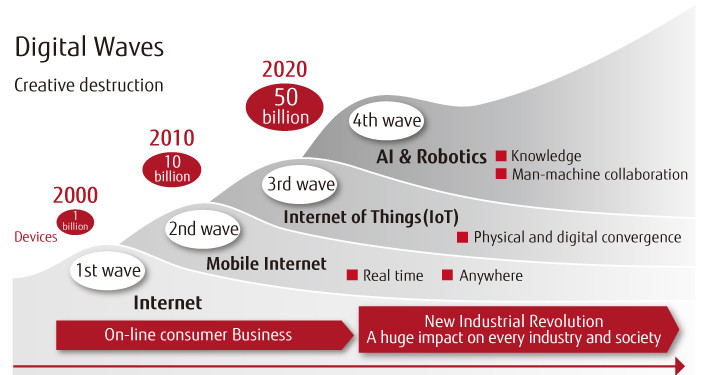 Digital Waves
Creative destruction
2020
50
billion
2010
10
billion
2000
1
billion
Devices
4th wave
AI & Robotics
Knowledge
Man-machine collaboration
3rd wave
Internet of Things(IoT)
Physical and digital convergence
2nd wave
Mobile Internet
Real time
Anywhere
1st wave
Internet
On-line consumer Business
New Industrial Revolution
A huge impact on every industry and society